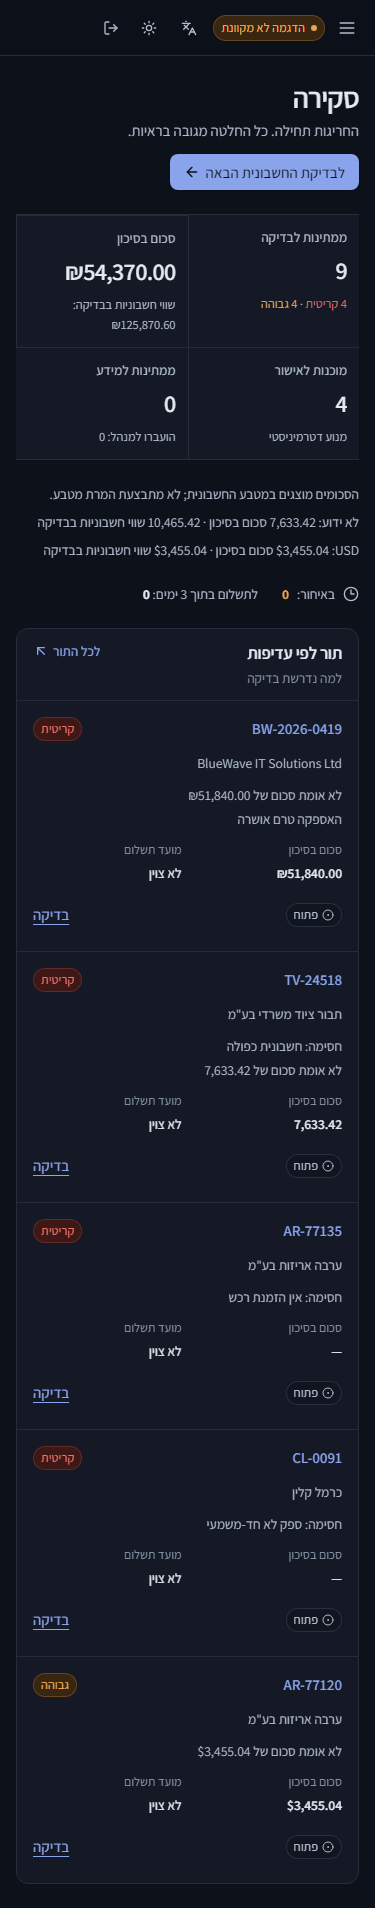 הדגמה לא מקוונת
סקירה
החריגות תחילה. כל החלטה מגובה בראיות.
לבדיקת החשבונית הבאה
ממתינות לבדיקה
9
4 קריטית · 4 גבוהה
סכום בסיכון
₪54,370.00
שווי חשבוניות בבדיקה:
₪125,870.60
מוכנות לאישור
4
מנוע דטרמיניסטי
ממתינות למידע
0
הועברו למנהל: 0
הסכומים מוצגים במטבע החשבונית; לא מתבצעת המרת מטבע.
לא ידוע: 7,633.42 סכום בסיכון · 10,465.42 שווי חשבוניות בבדיקה
USD: $3,455.04 סכום בסיכון · $3,455.04 שווי חשבוניות בבדיקה
באיחור: 0 לתשלום בתוך 3 ימים: 0
תור לפי עדיפות
לכל התור
למה נדרשת בדיקה
BW-2026-0419 קריטית
BlueWave IT Solutions Ltd
לא אומת סכום של ₪51,840.00
האספקה טרם אושרה
סכום בסיכון מועד תשלום
₪51,840.00 לא צוין
פתוח בדיקה
TV-24518 קריטית
תבור ציוד משרדי בע"מ
חסימה: חשבונית כפולה
לא אומת סכום של 7,633.42
סכום בסיכון מועד תשלום
7,633.42 לא צוין
פתוח בדיקה
AR-77135 קריטית
ערבה אריזות בע"מ
חסימה: אין הזמנת רכש
סכום בסיכון מועד תשלום
— לא צוין
פתוח בדיקה
CL-0091 קריטית
כרמל קלין
חסימה: ספק לא חד-משמעי
סכום בסיכון מועד תשלום
— לא צוין
פתוח בדיקה
AR-77120 גבוהה
ערבה אריזות בע"מ
לא אומת סכום של $3,455.04
סכום בסיכון מועד תשלום
$3,455.04 לא צוין
פתוח בדיקה